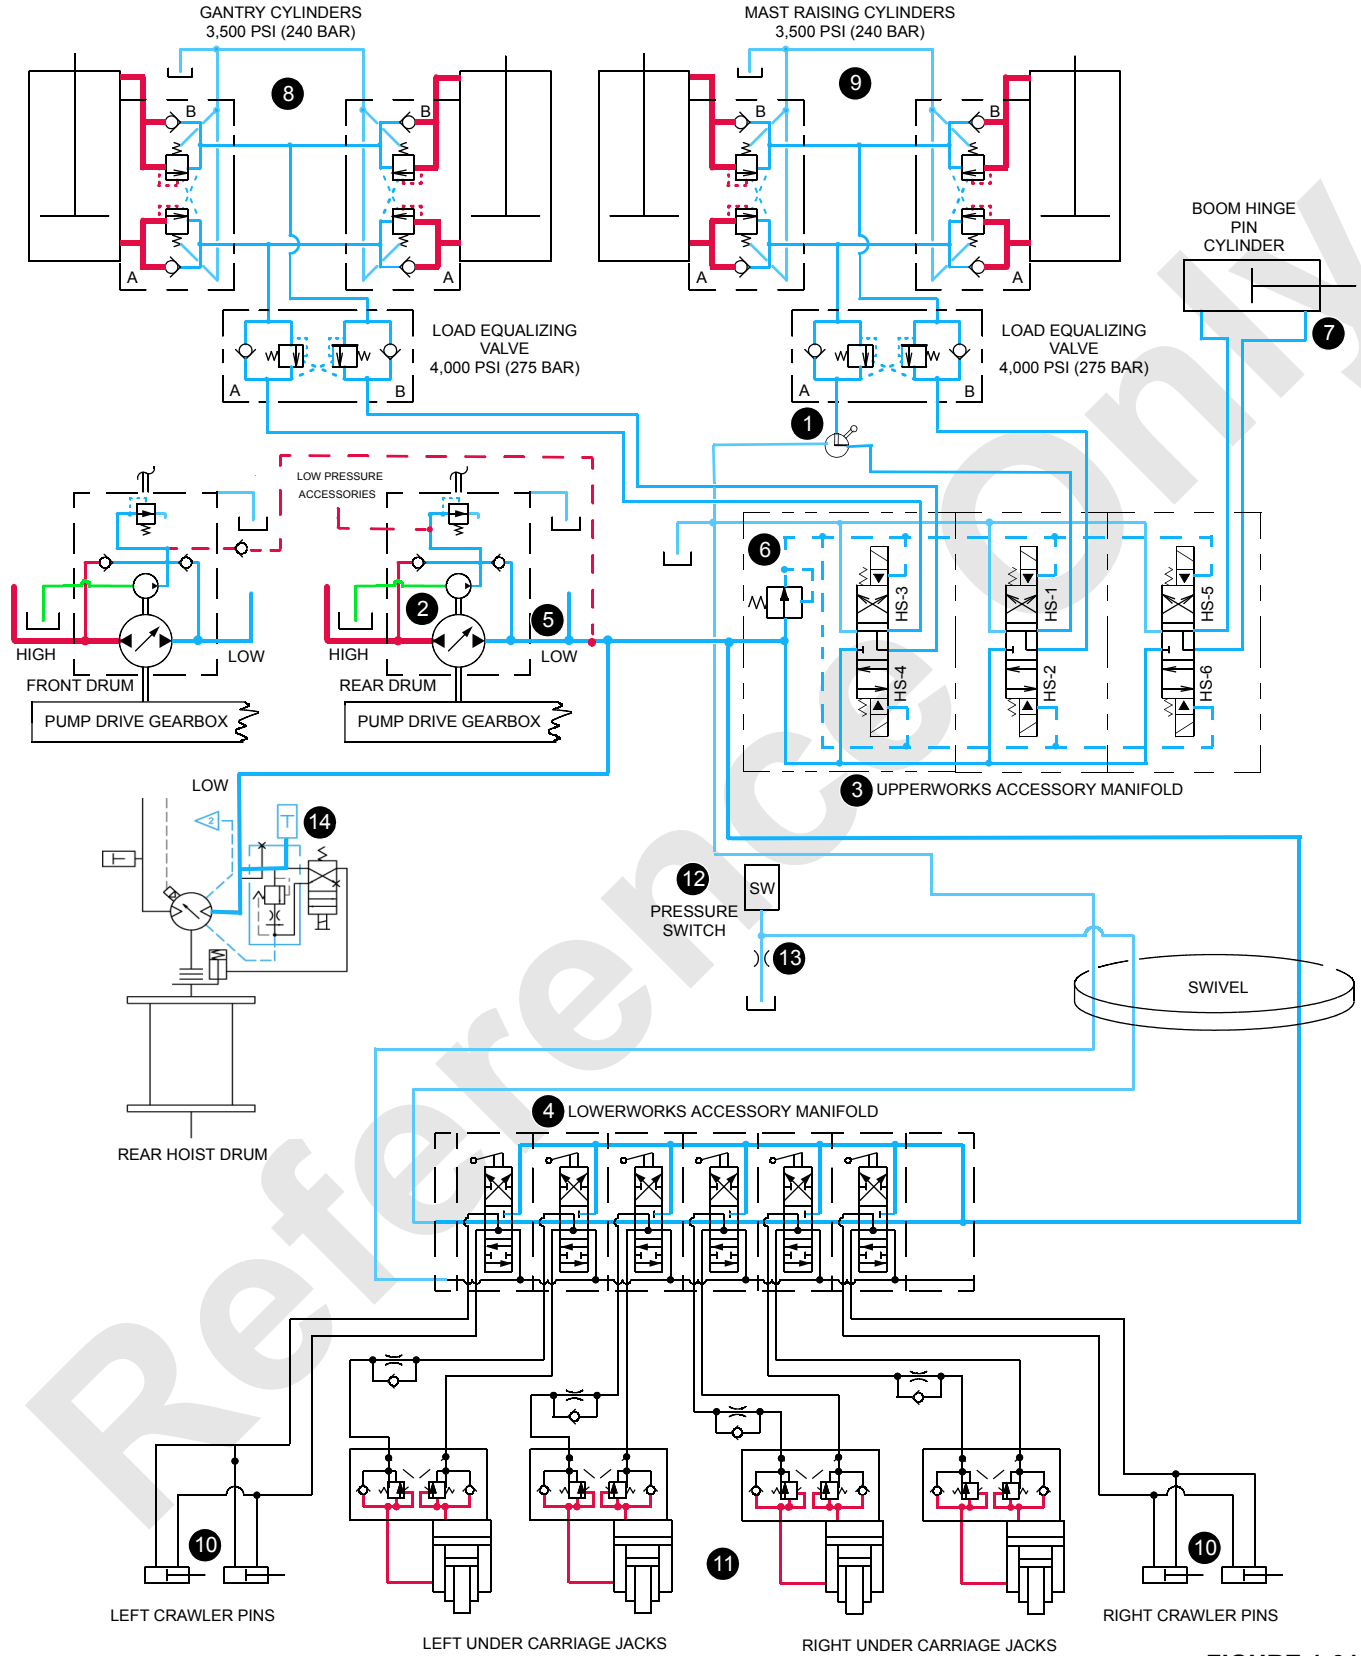 GANTRY CYLINDERS
3,500 PSI (240 BAR)
MAST RAISING CYLINDERS
3,500 PSI (240 BAR)
8
9
B
B
B
B
A
A
A
A
BOOM HINGE
PIN
CYLINDER
7
LOAD EQUALIZING
VALVE
4,000 PSI (275 BAR)
A
B
LOAD EQUALIZING
VALVE
4,000 PSI (275 BAR)
A
B
1
LOW PRESSURE
ACCESSORIES
6
2
5
HS-3
HS-1
HS-5
HS-4
HS-2
HS-6
HIGH
LOW
HIGH
LOW
FRONT DRUM
REAR DRUM
PUMP DRIVE GEARBOX
PUMP DRIVE GEARBOX
3
UPPERWORKS ACCESSORY MANIFOLD
LOW
2
14
12
SW
PRESSURE
SWITCH
13
SWIVEL
REAR HOIST DRUM
4
LOWERWORKS ACCESSORY MANIFOLD
10
11
10
LEFT CRAWLER PINS
RIGHT CRAWLER PINS
LEFT UNDER CARRIAGE JACKS
RIGHT UNDER CARRIAGE JACKS
Reference Only